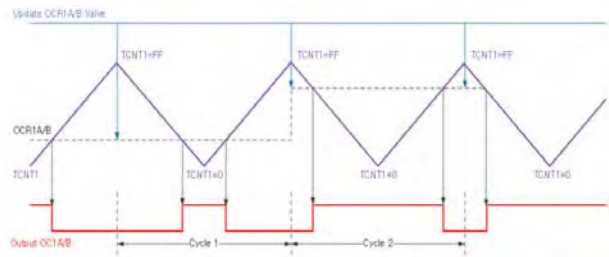 Update OCR1A/B Value
TCNT1=FF
TCNT1=FF
TCNT1=FF
OCR1A/B
TCNT1
TCNT1=0
TCNT1=0
TCNT1=0
Output OC1A/B
Cycle 1
Cycle 2